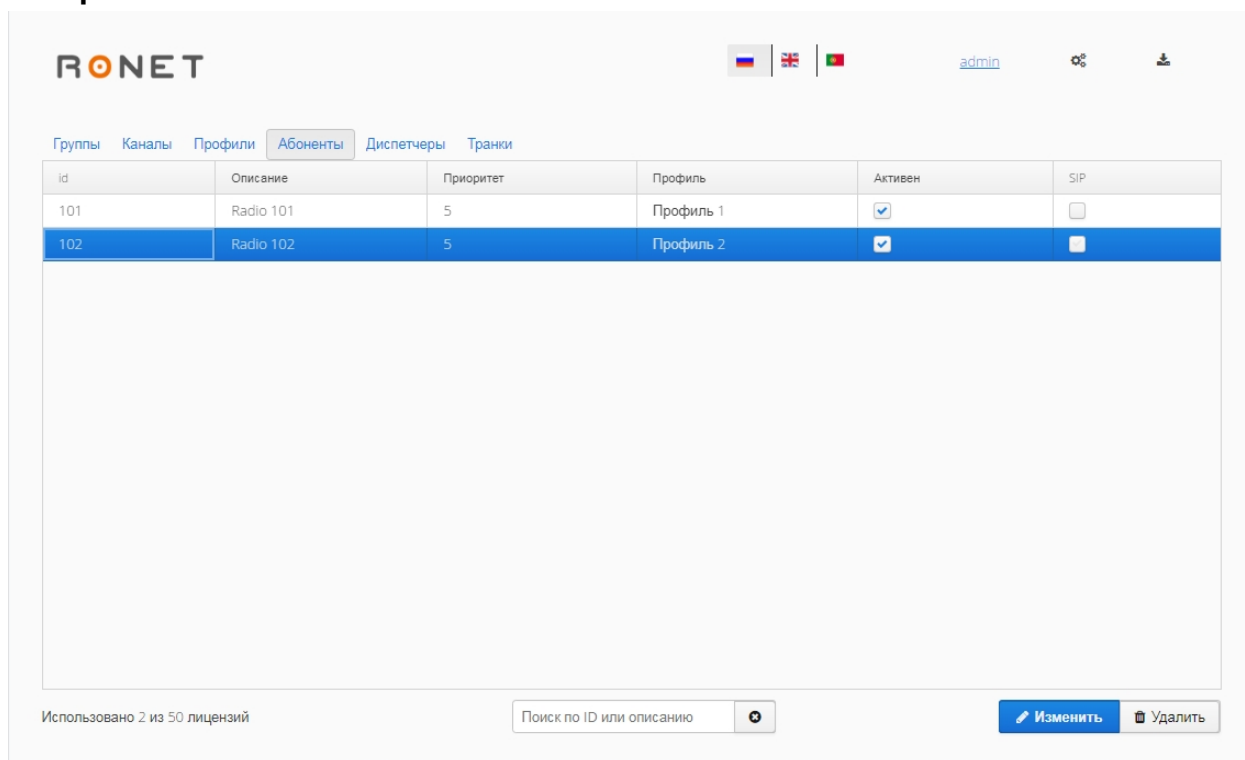 RONET
admin
Группы Каналы Профили Абоненты Диспетчеры Транки
id Описание Приоритет Профиль Активен SIP
101 Radio 101 5 Профиль 1
102 Radio 102 5 Профиль 2
Использовано 2 из 50 лицензий Поиск по ID или описанию Изменить Удалить